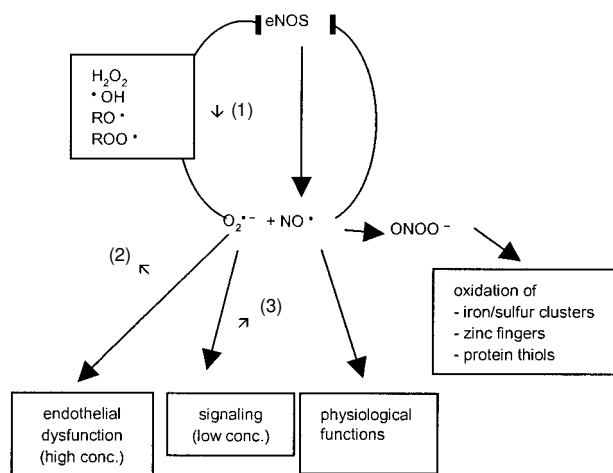 eNOS
H₂O₂
•OH
RO•
ROO•
↓ (1)
O₂•⁻ + NO•
ONOO⁻
(2) ↖
↗ (3)
oxidation of
- iron/sulfur clusters
- zinc fingers
- protein thiols
endothelial
dysfunction
(high conc.)
signaling
(low conc.)
physiological
functions